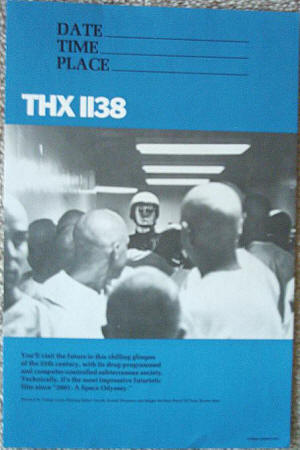 DATE
TIME
PLACE
THX 1138
You'll visit the future in this chilling glimpse
of the 25th century, with its drug-programmed
and computer-controlled subterranean society.
Technically, it's the most impressive futuristic
film since "2001: A Space Odyssey."